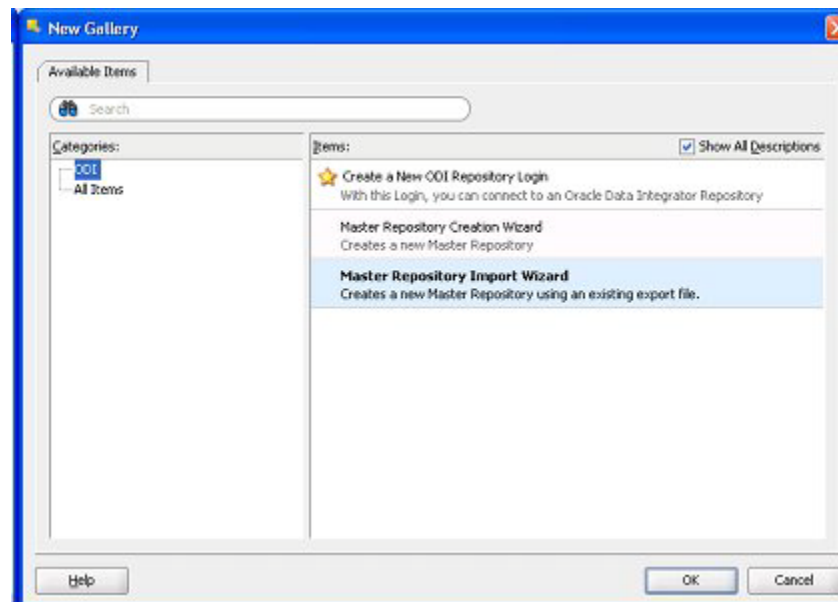 New Gallery
Available Items
Search
Categories:
ODI
All Items
Items:
Show All Descriptions
Create a New ODI Repository Login
With this Login, you can connect to an Oracle Data Integrator Repository
Master Repository Creation Wizard
Creates a new Master Repository
Master Repository Import Wizard
Creates a new Master Repository using an existing export file.
Help
OK
Cancel